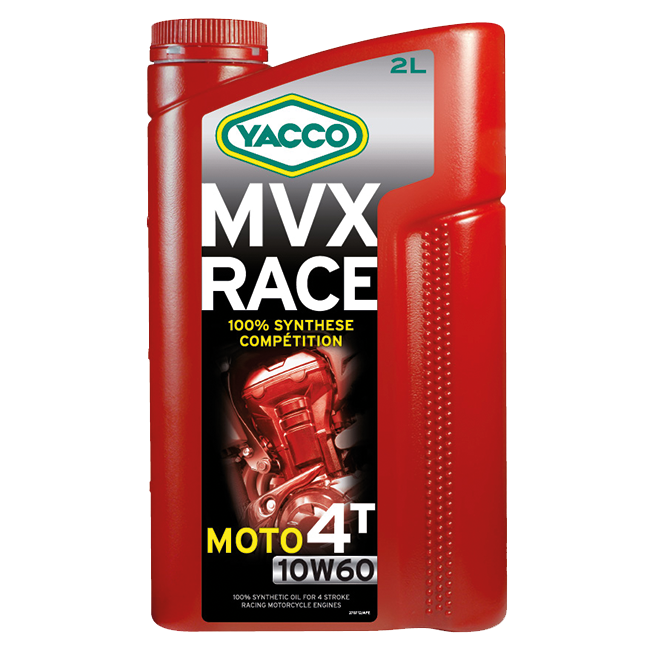 2L
YACCO
MVX
RACE
100% SYNTHESE
COMPÉTITION
MOTO 4T
10W60
100% SYNTHETIC OIL FOR 4 STROKE
RACING MOTORCYCLE ENGINES